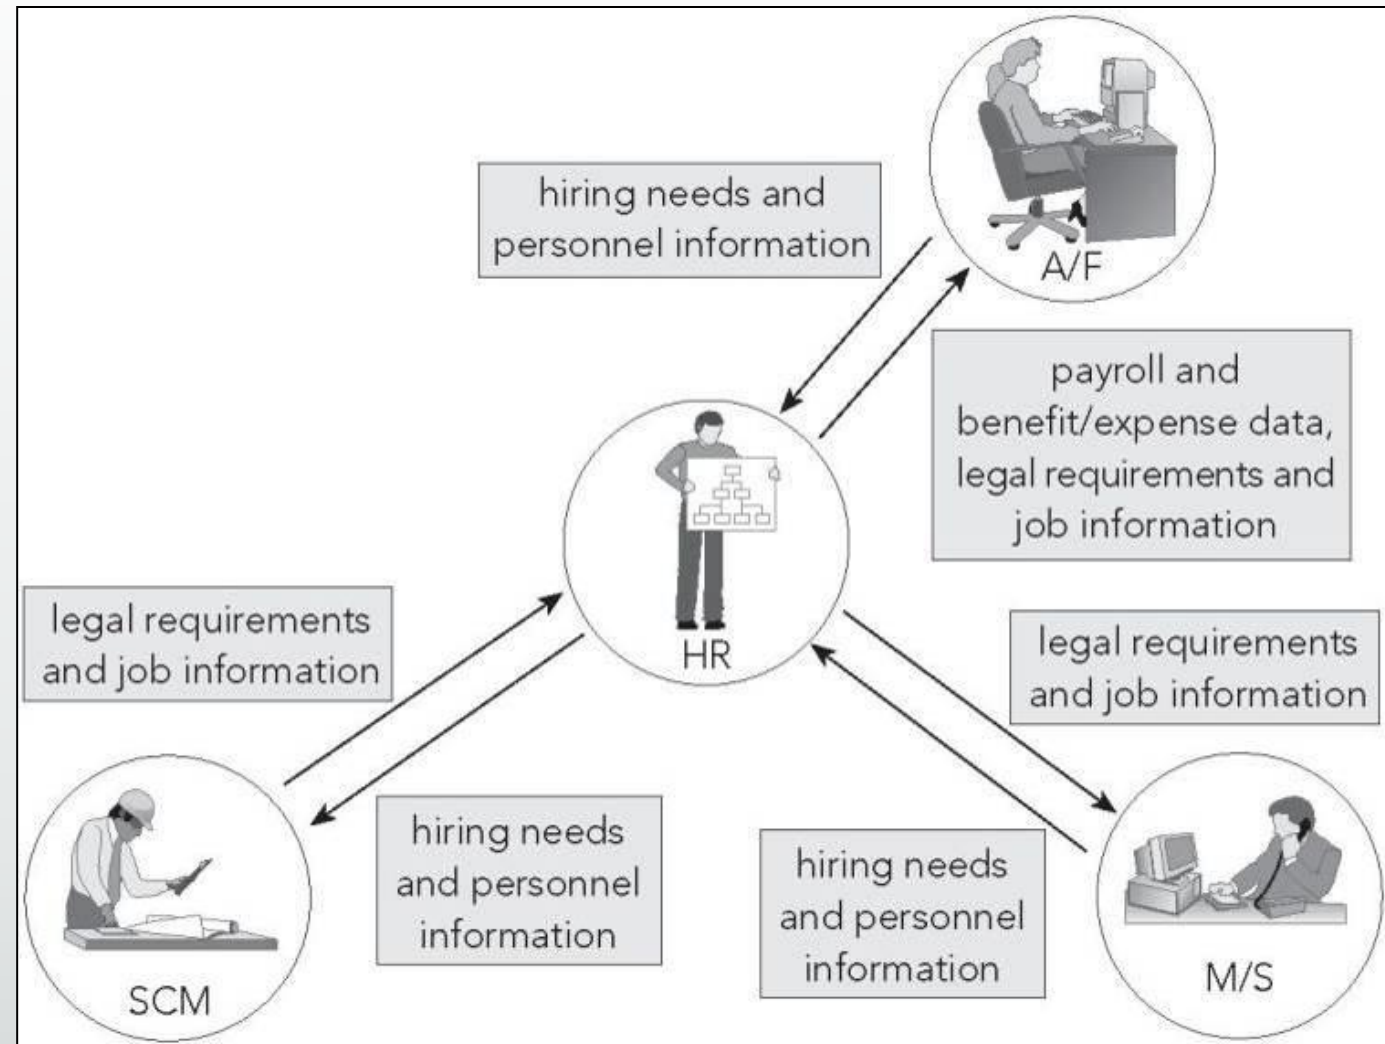 hiring needs and
personnel information
A/F
payroll and
benefit/expense data,
legal requirements and
job information
HR
legal requirements
and job information
legal requirements
and job information
hiring needs
and personnel
information
hiring needs
and personnel
information
SCM
M/S